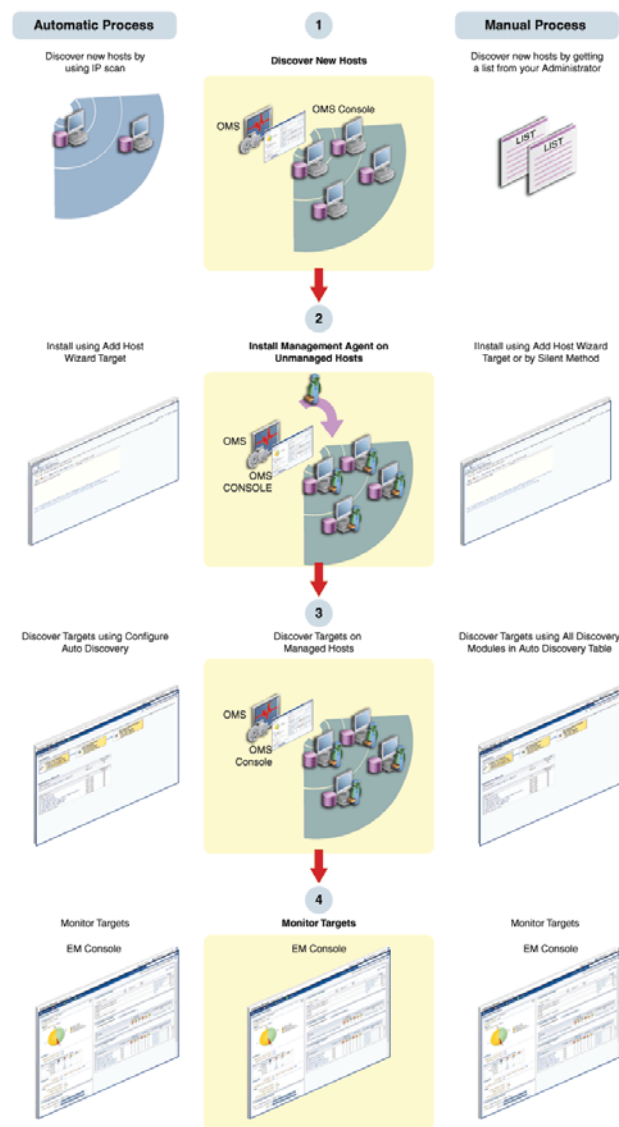 Automatic Process
1
Manual Process
Discover new hosts by
using IP scan
Discover New Hosts
Discover new hosts by getting
a list from your Administrator
OMS
OMS Console
LIST
LIST
2
Install using Add Host
Wizard Target
Install Management Agent on
Unmanaged Hosts
IInstall using Add Host Wizard
Target or by Silent Method
OMS
OMS
CONSOLE
3
Discover Targets using Configure
Auto Discovery
Discover Targets on
Managed Hosts
Discover Targets using All Discovery
Modules in Auto Discovery Table
OMS
OMS
Console
4
Monitor Targets
Monitor Targets
Monitor Targets
EM Console
EM Console
EM Console